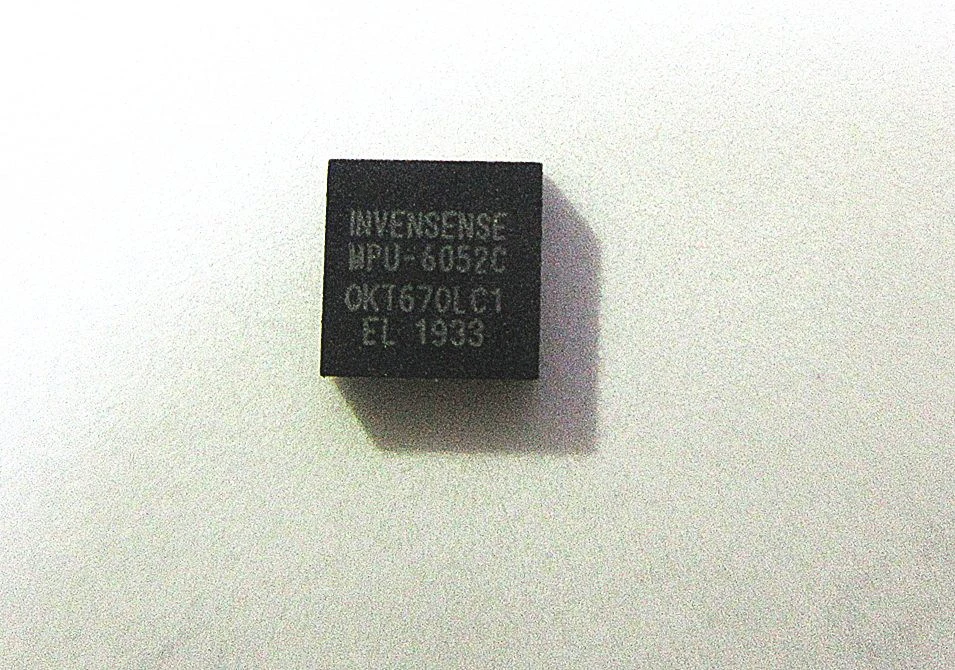 INVENSENSE
MPU-6052C
OKT670LC1
EL 1933